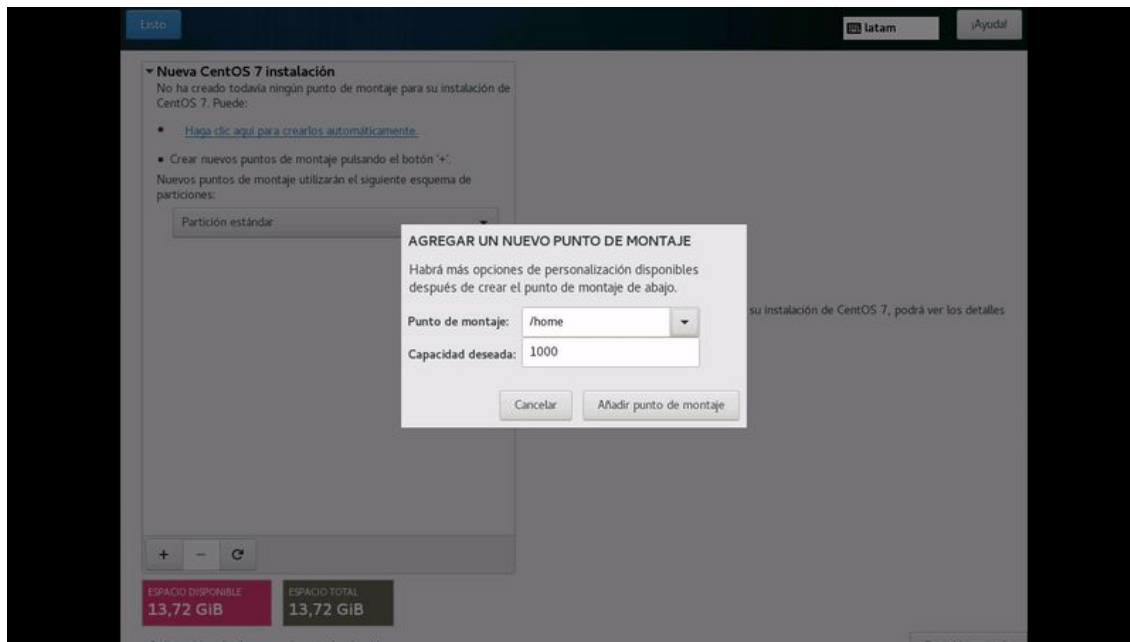 Listo
latam
¡Ayuda!
Nueva CentOS 7 instalación
No ha creado todavía ningún punto de montaje para su instalación de
CentOS 7. Puede:
Haga clic aquí para crearlos automáticamente.
Crear nuevos puntos de montaje pulsando el botón '+'.
Nuevos puntos de montaje utilizarán el siguiente esquema de
particiones:
Partición estándar
AGREGAR UN NUEVO PUNTO DE MONTAJE
Habrá más opciones de personalización disponibles
después de crear el punto de montaje de abajo.
Punto de montaje: /home
Capacidad deseada: 1000
Cancelar Añadir punto de montaje
su instalación de CentOS 7, podrá ver los detalles
+ −
ESPACIO DISPONIBLE
13,72 GiB
ESPACIO TOTAL
13,72 GiB